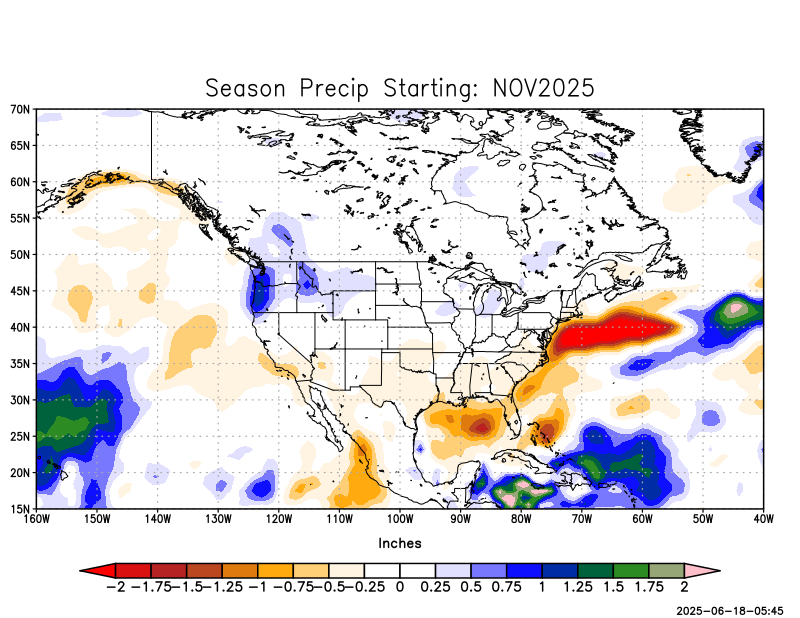 Season Precip Starting: NOV2025
70N
65N
60N
55N
50N
45N
40N
35N
30N
25N
20N
15N
160W 150W 140W 130W 120W 110W 100W 90W 80W 70W 60W 50W 40W
Inches
-2 -1.75 -1.5 -1.25 -1 -0.75 -0.5 -0.25 0 0.25 0.5 0.75 1 1.25 1.5 1.75 2
2025-06-18-05:45